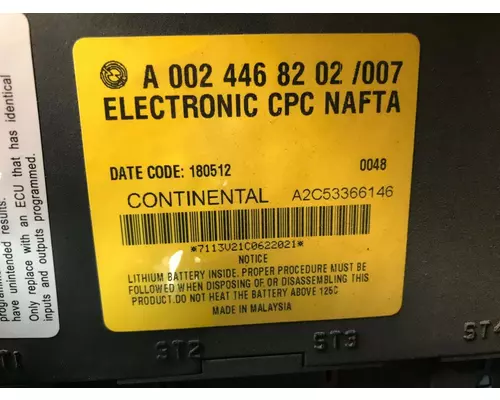 A 002 446 82 02 /007
ELECTRONIC CPC NAFTA
DATE CODE: 180512
0048
CONTINENTAL
A2C53366146
*7113V21C0622021*
NOTICE
LITHIUM BATTERY INSIDE. PROPER PROCEDURE MUST BE
FOLLOWED WHEN DISPOSING OF OR DISASSEMBLING THIS
PRODUCT.DO NOT HEAT THE BATTERY ABOVE 125C
MADE IN MALAYSIA
have unintended results.
Only replace with an ECU that has identical
inputs and outputs programmed.
ST1
ST2
ST3
ST4